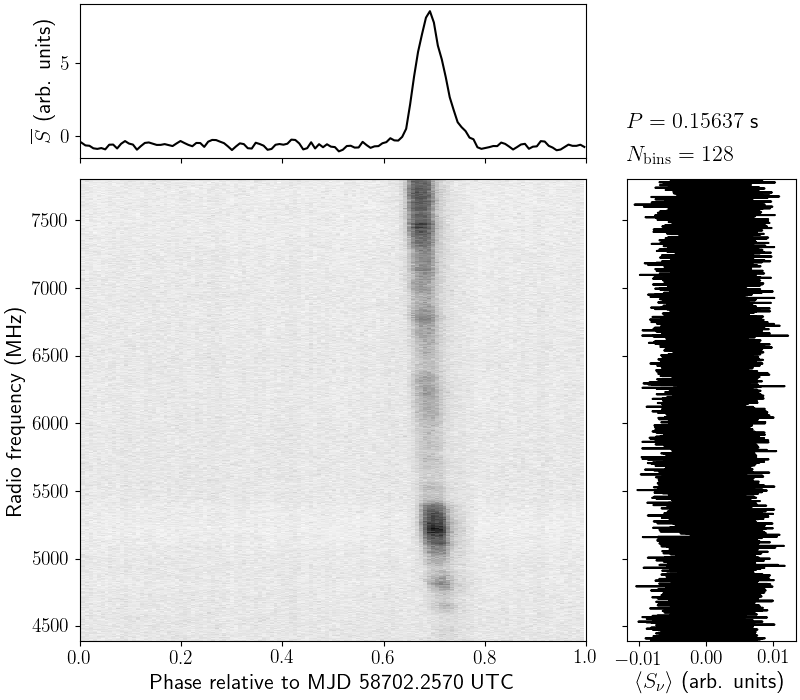 S̅ (arb. units)
5
0
P = 0.15637 s
N_bins = 128
Radio frequency (MHz)
7500
7000
6500
6000
5500
5000
4500
0.0 0.2 0.4 0.6 0.8 1.0
Phase relative to MJD 58702.2570 UTC
−0.01 0.00 0.01
⟨S_ν⟩ (arb. units)